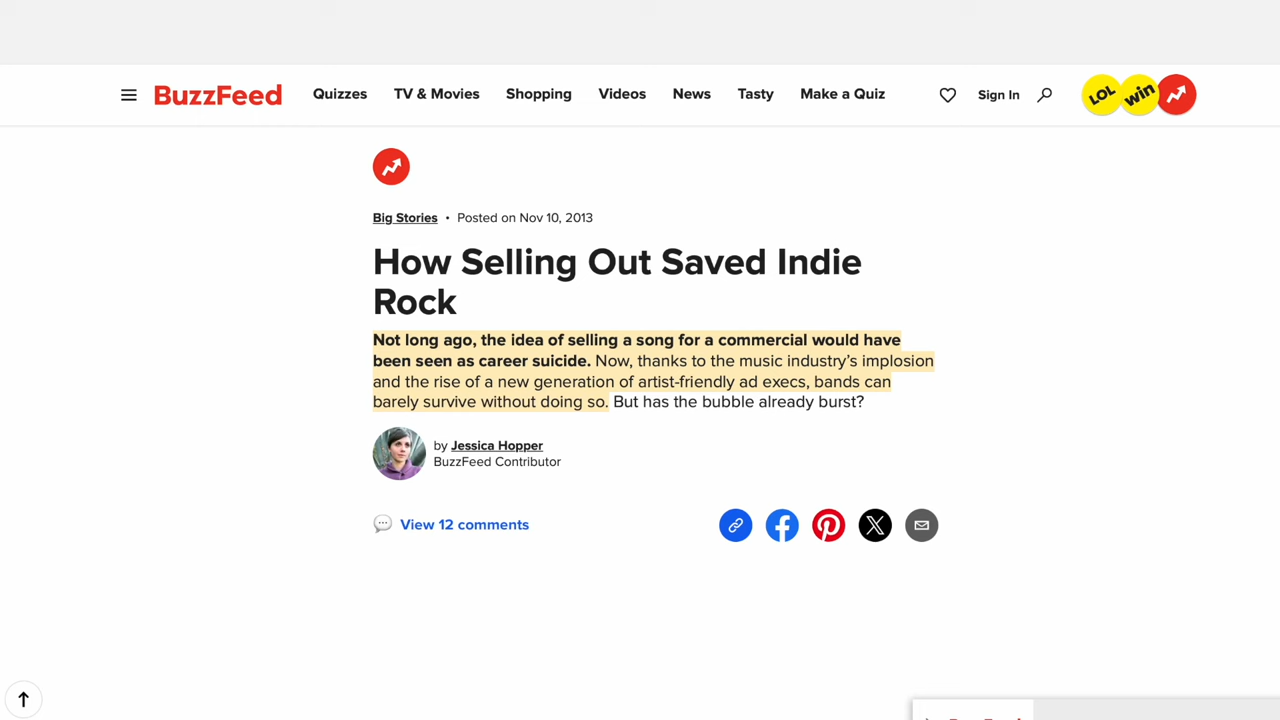 BuzzFeed Quizzes TV & Movies Shopping Videos News Tasty Make a Quiz Sign In LOL win
Big Stories • Posted on Nov 10, 2013
How Selling Out Saved Indie
Rock
Not long ago, the idea of selling a song for a commercial would have
been seen as career suicide. Now, thanks to the music industry’s implosion
and the rise of a new generation of artist-friendly ad execs, bands can
barely survive without doing so. But has the bubble already burst?
by Jessica Hopper
BuzzFeed Contributor
View 12 comments